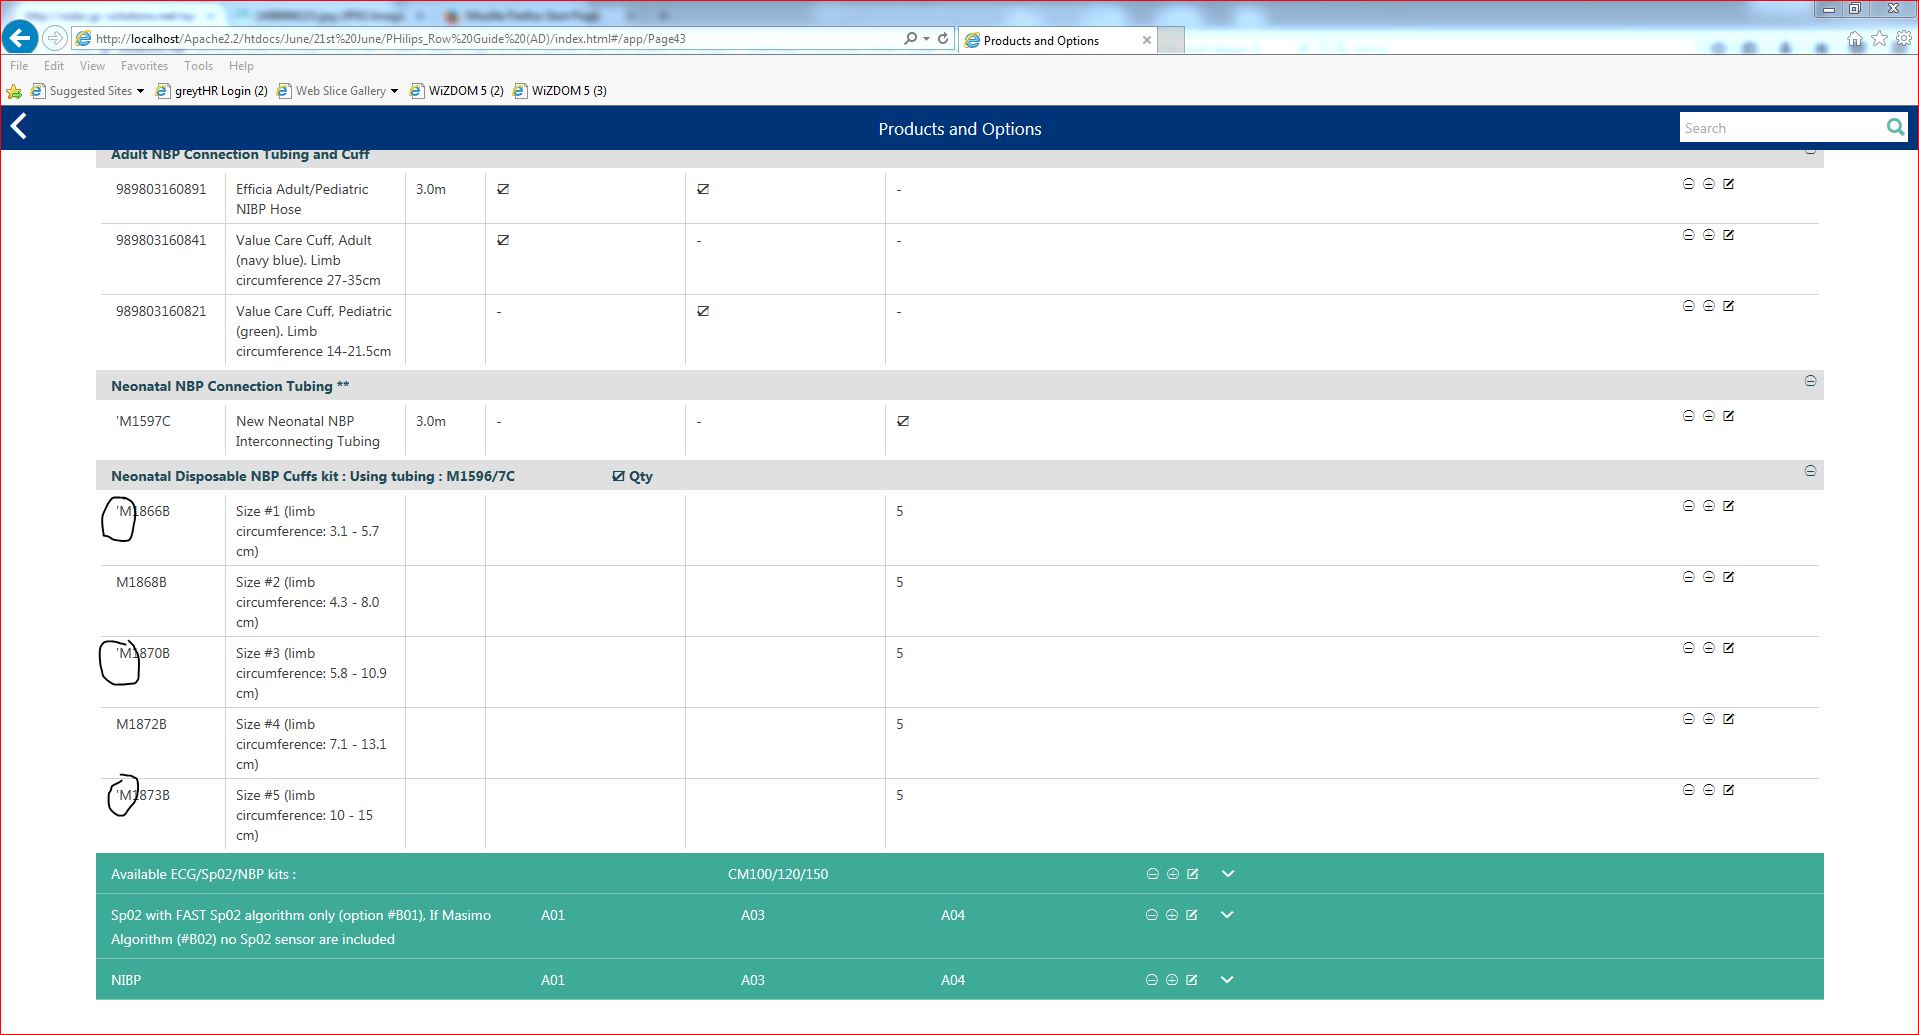 http://localhost/Apache2.2/htdocs/June/21st%20June/PHilips_Row%20Guide%20(AD)/index.html#/app/Page43
Products and Options
File Edit View Favorites Tools Help
Suggested Sites greytHR Login (2) Web Slice Gallery WiZDOM 5 (2) WiZDOM 5 (3)
Products and Options
Search
Adult NBP Connection Tubing and Cuff
989803160891 Efficia Adult/Pediatric 3.0m - 
NIBP Hose
989803160841 Value Care Cuff, Adult - -
(navy blue). Limb
circumference 27-35cm
989803160821 Value Care Cuff, Pediatric - -
(green). Limb
circumference 14-21.5cm
Neonatal NBP Connection Tubing **
'M1597C New Neonatal NBP 3.0m - -
Interconnecting Tubing
Neonatal Disposable NBP Cuffs kit : Using tubing : M1596/7C Qty
'M1866B Size #1 (limb 5
circumference: 3.1 - 5.7
cm)
M1868B Size #2 (limb 5
circumference: 4.3 - 8.0
cm)
'M1870B Size #3 (limb 5
circumference: 5.8 - 10.9
cm)
M1872B Size #4 (limb 5
circumference: 7.1 - 13.1
cm)
'M1873B Size #5 (limb 5
circumference: 10 - 15
cm)
Available ECG/Sp02/NBP kits : CM100/120/150
Sp02 with FAST Sp02 algorithm only (option #B01), If Masimo A01 A03 A04
Algorithm (#B02) no Sp02 sensor are included
NIBP A01 A03 A04